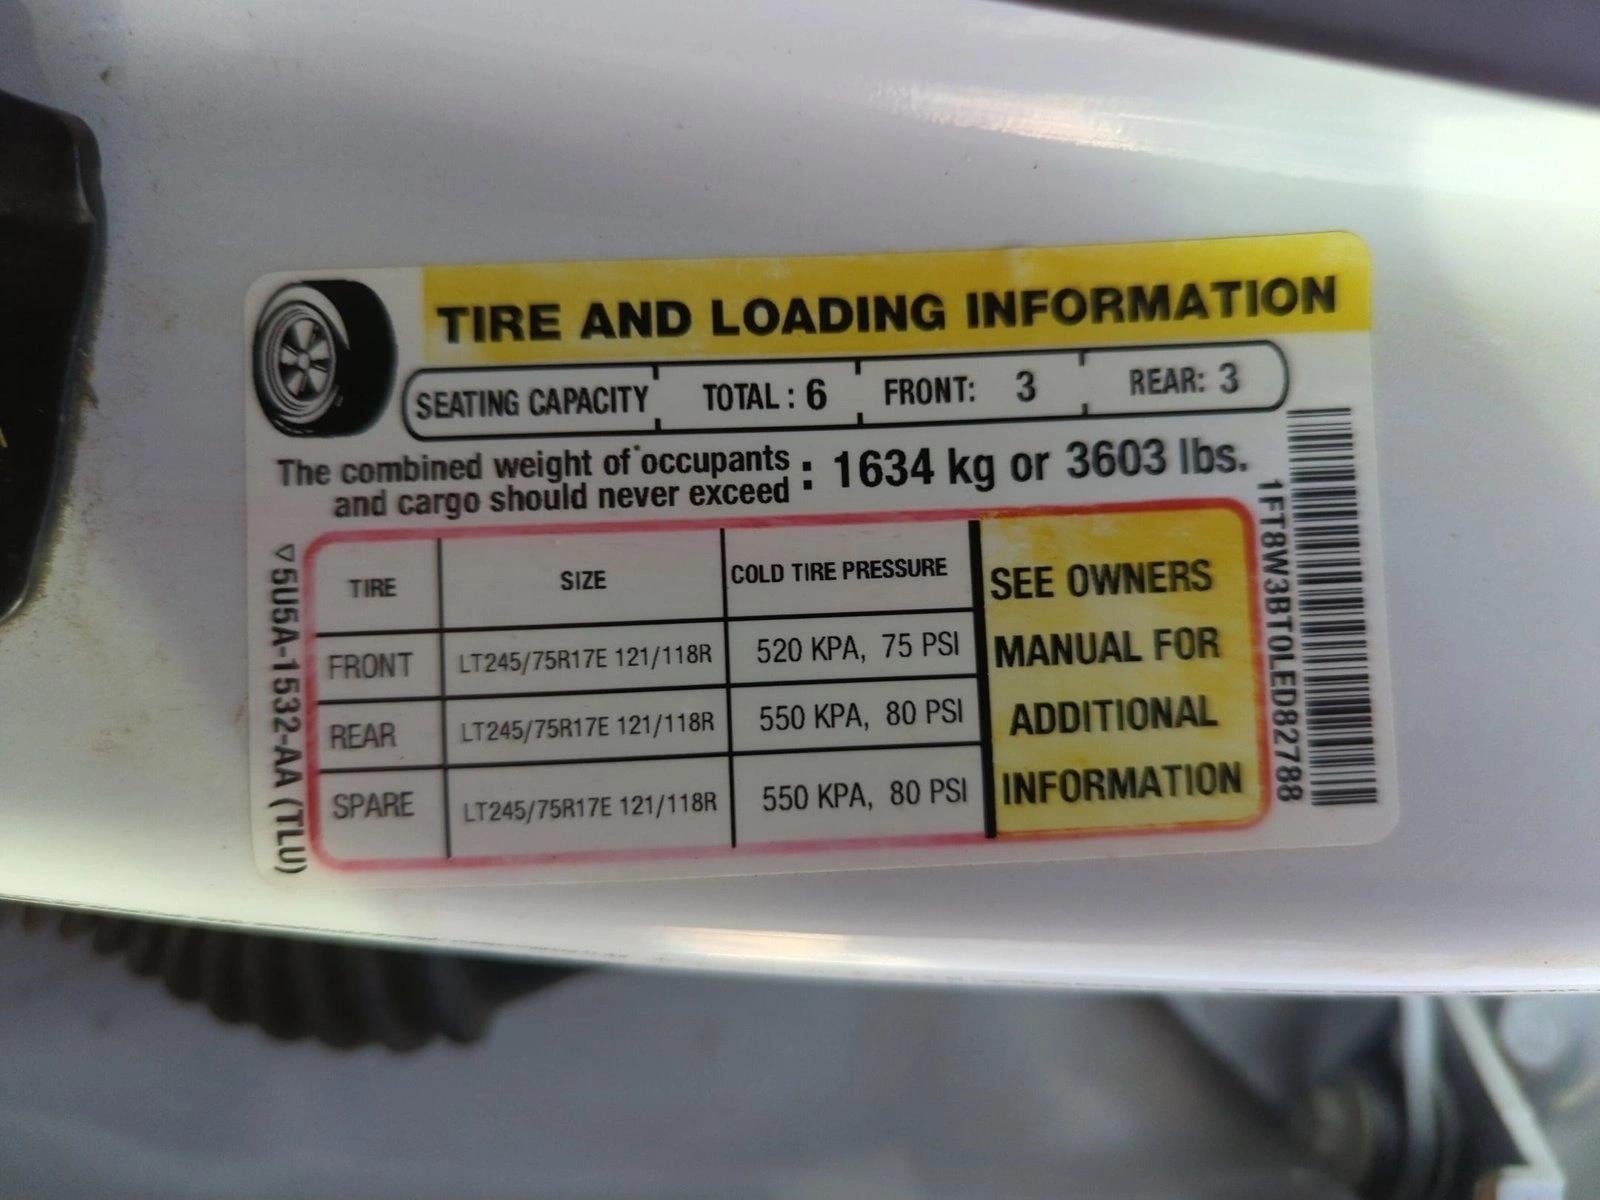 TIRE AND LOADING INFORMATION
SEATING CAPACITY TOTAL : 6 FRONT: 3 REAR: 3
The combined weight of occupants
and cargo should never exceed : 1634 kg or 3603 lbs.
TIRE SIZE COLD TIRE PRESSURE
FRONT LT245/75R17E 121/118R 520 KPA, 75 PSI
REAR LT245/75R17E 121/118R 550 KPA, 80 PSI
SPARE LT245/75R17E 121/118R 550 KPA, 80 PSI
SEE OWNERS
MANUAL FOR
ADDITIONAL
INFORMATION
5U5A-1532-AA (TLU)
1FT8W3BT0LED82788